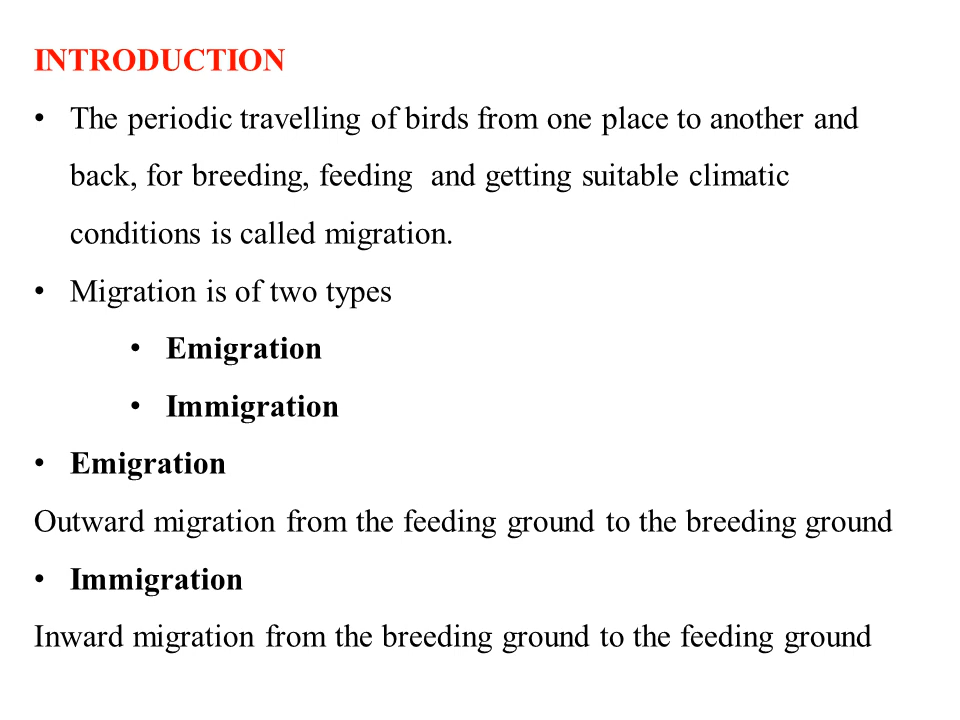 INTRODUCTION
• The periodic travelling of birds from one place to another and
back, for breeding, feeding  and getting suitable climatic
conditions is called migration.
• Migration is of two types
• Emigration
• Immigration
• Emigration
Outward migration from the feeding ground to the breeding ground
• Immigration
Inward migration from the breeding ground to the feeding ground